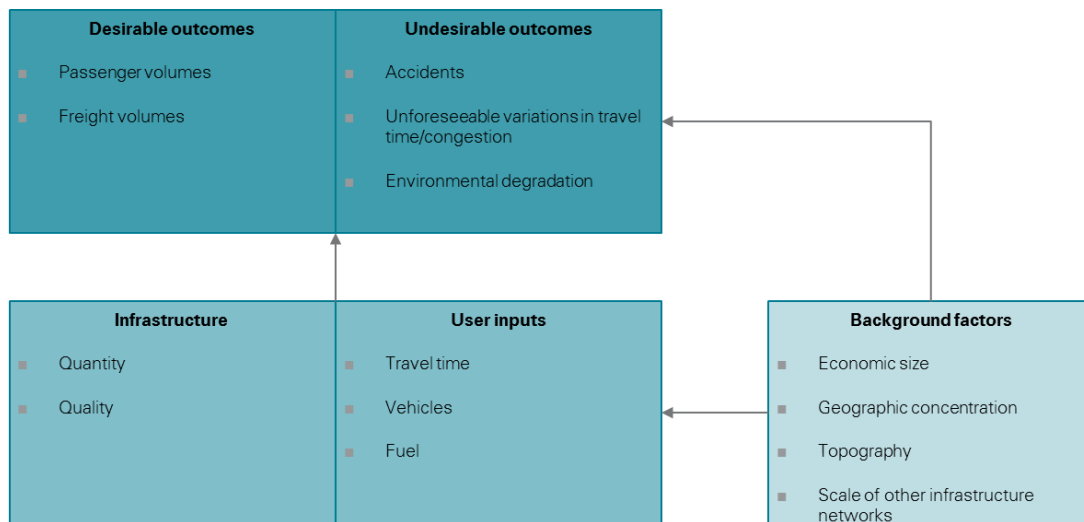 Desirable outcomes
Passenger volumes
Freight volumes
Undesirable outcomes
Accidents
Unforeseeable variations in travel
time/congestion
Environmental degradation
Infrastructure
Quantity
Quality
User inputs
Travel time
Vehicles
Fuel
Background factors
Economic size
Geographic concentration
Topography
Scale of other infrastructure
networks